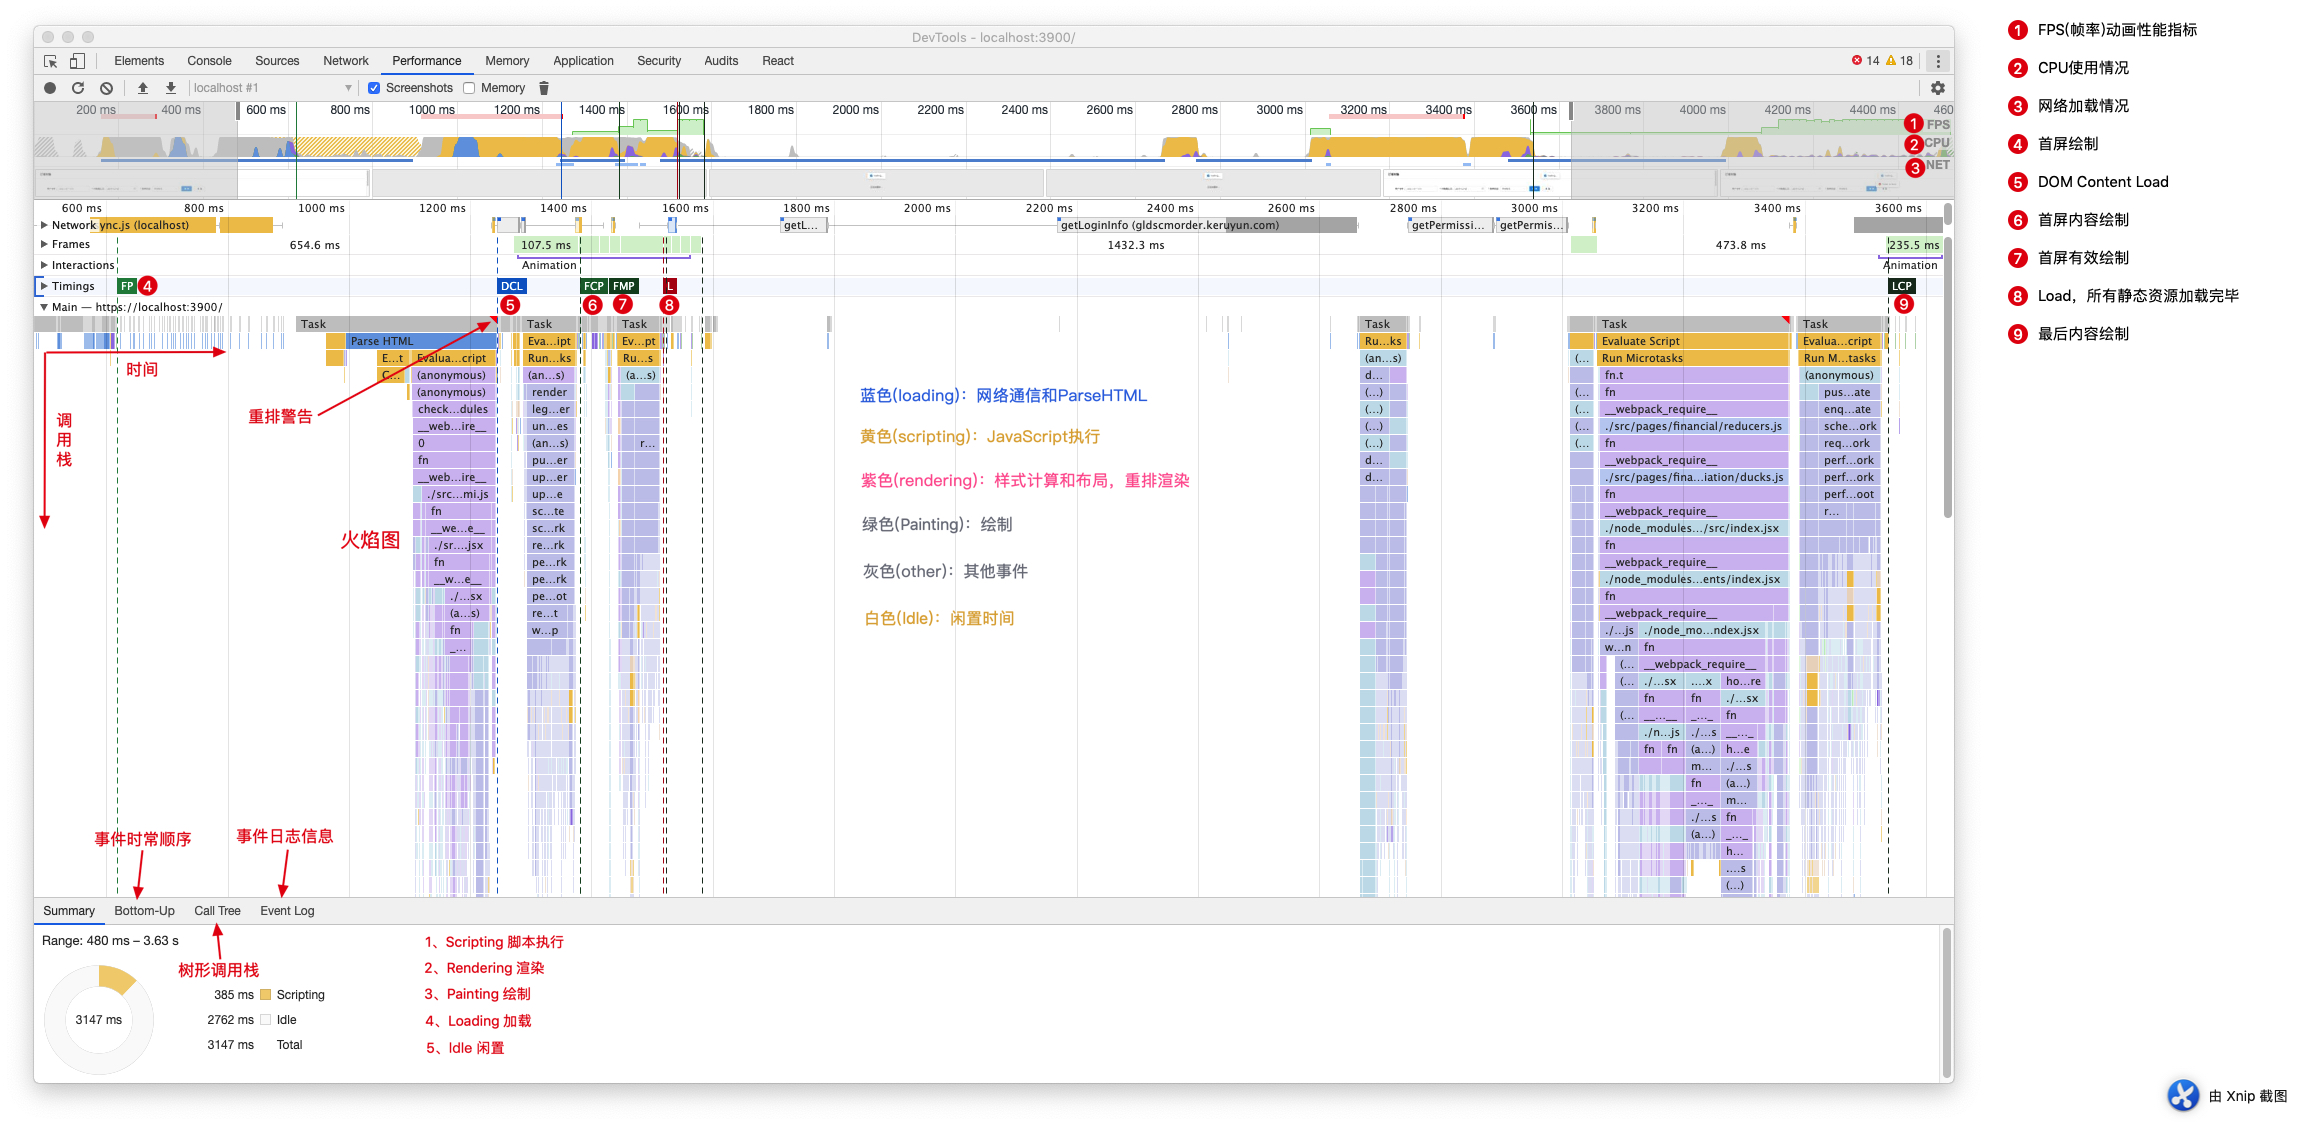 DevTools - localhost:3900/
Elements Console Sources Network Performance Memory Application Security Audits React 14 18
localhost #1 Screenshots Memory
200 ms 400 ms 600 ms 800 ms 1000 ms 1200 ms 1400 ms 1600 ms 1800 ms 2000 ms 2200 ms 2400 ms 2600 ms 2800 ms 3000 ms 3200 ms 3400 ms 3600 ms 3800 ms 4000 ms 4200 ms 4400 ms 460
1 FPS
2 CPU
3 NET
600 ms 800 ms 1000 ms 1200 ms 1400 ms 1600 ms 1800 ms 2000 ms 2200 ms 2400 ms 2600 ms 2800 ms 3000 ms 3200 ms 3400 ms 3600 ms
Network ync.js (localhost) getL... getLoginInfo (gldscmorder.keruyun.com) getPermissi... getPermis...
Frames 654.6 ms 107.5 ms 1432.3 ms 473.8 ms 235.5 ms
Interactions Animation Animation
Timings FP 4 DCL FCP FMP L LCP
5 6 7 8 9
Main — https://localhost:3900/
Task Task Task Task Task Task
Parse HTML Eva...ipt Ev...pt Ru...ks Evaluate Script Evalua...cript
E...t Evalua...cript Run...ks Ru...s (an...s) (... Run Microtasks Run M...tasks
C... (anonymous) (an...s) (a...s) d... fn.t (anonymous)
(anonymous) render (...) (... fn pus...ate
check...dules leg...er (...) (... __webpack_require__ enq...ate
__web...ire__ un...es (...) (... ./src/pages/financial/reducers.js sche...ork
0 (an...s) r... (...) (... fn req...ork
fn pu...er d... __webpack_require__ perf...ork
__web...ire__ up...er d... ./src/pages/fina...iation/ducks.js perf...ork
./src...mi.js up...e fn perf...oot
fn sc...te __webpack_require__ r...
__we...e__ sc...rk ./node_modules.../src/index.jsx
./sr....jsx re...rk fn
fn pe...rk __webpack_require__
__w...e__ pe...rk ./node_modules...ents/index.jsx
./...sx pe...ot fn
(a...s) re...t __webpack_require__
fn w...p ./...js ./node_mo...ndex.jsx
_... w...n fn
(... __webpack_require__
(... ./...sx ....x ho...re
fn fn ./...sx
(... __...__ _..._ fn
./n...js ./...s __..._
fn fn (a...) h...e
m... ./...s
fn (a...)
_..._ m...
./...s fn
(a...) _..._
h...
....s
(...)
时间
重排警告
调用栈
火焰图
蓝色(loading)：网络通信和ParseHTML
黄色(scripting)：JavaScript执行
紫色(rendering)：样式计算和布局，重排渲染
绿色(Painting)：绘制
灰色(other)：其他事件
白色(Idle)：闲置时间
事件时常顺序 事件日志信息
Summary Bottom-Up Call Tree Event Log
Range: 480 ms – 3.63 s
树形调用栈
3147 ms
385 ms Scripting
2762 ms Idle
3147 ms Total
1、Scripting 脚本执行
2、Rendering 渲染
3、Painting 绘制
4、Loading 加载
5、Idle 闲置
1 FPS(帧率)动画性能指标
2 CPU使用情况
3 网络加载情况
4 首屏绘制
5 DOM Content Load
6 首屏内容绘制
7 首屏有效绘制
8 Load，所有静态资源加载完毕
9 最后内容绘制
由 Xnip 截图